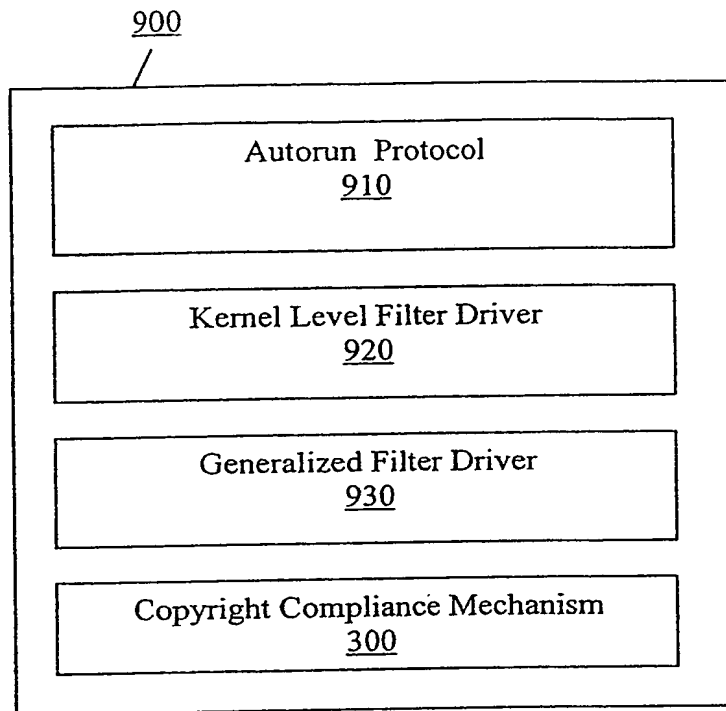 900
Autorun Protocol
910
Kernel Level Filter Driver
920
Generalized Filter Driver
930
Copyright Compliance Mechanism
300